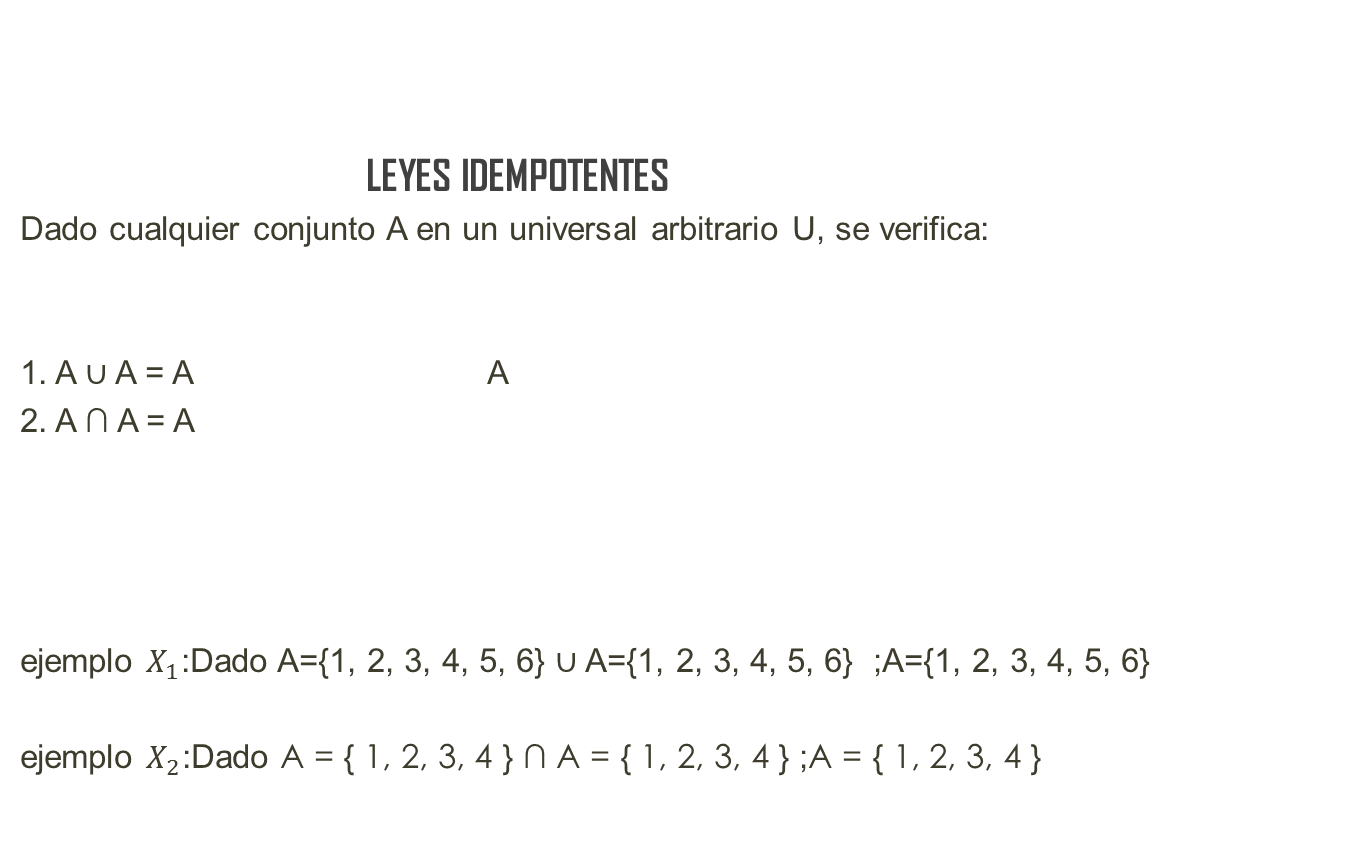 LEYES IDEMPOTENTES
Dado cualquier conjunto A en un universal arbitrario U, se verifica:
1. A ∪ A = A
A
2. A ∩ A = A
ejemplo 𝑋₁:Dado A={1, 2, 3, 4, 5, 6} ∪ A={1, 2, 3, 4, 5, 6} ;A={1, 2, 3, 4, 5, 6}
ejemplo 𝑋₂:Dado A = { 1, 2, 3, 4 } ∩ A = { 1, 2, 3, 4 } ;A = { 1, 2, 3, 4 }